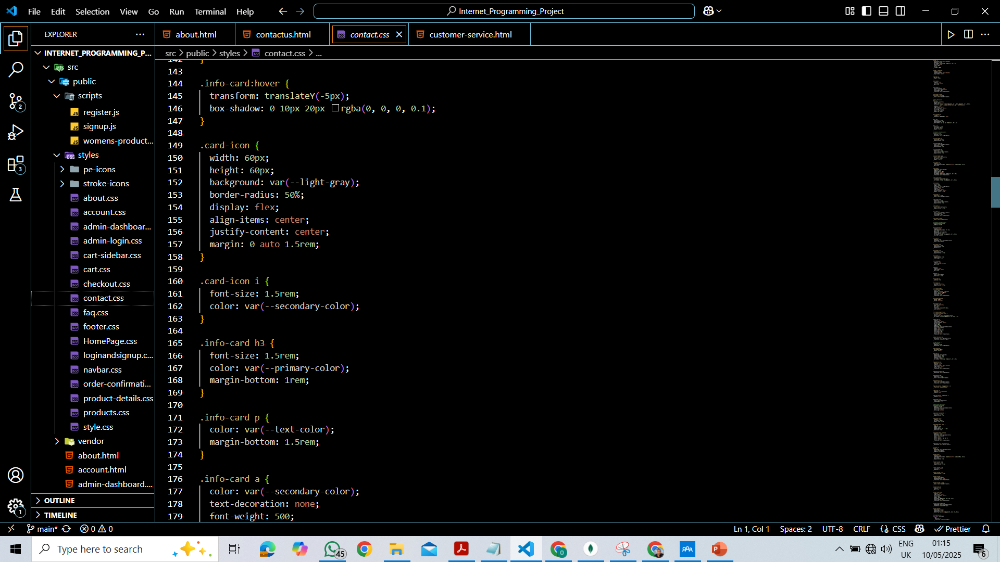 File Edit Selection View Go Run Terminal Help
Internet_Programming_Project
EXPLORER
about.html
contactus.html
contact.css
customer-service.html
INTERNET_PROGRAMMING_P...
src > public > styles > contact.css > ...
src
public
scripts
register.js
signup.js
womens-product...
styles
pe-icons
stroke-icons
about.css
account.css
admin-dashboar...
admin-login.css
cart-sidebar.css
cart.css
checkout.css
contact.css
faq.css
footer.css
HomePage.css
loginandsignup.c...
navbar.css
order-confirmati...
product-details.css
products.css
style.css
vendor
about.html
account.html
admin-dashboard....
OUTLINE
TIMELINE
2
3
1
142 }
143
144 .info-card:hover {
145 transform: translateY(-5px);
146 box-shadow: 0 10px 20px rgba(0, 0, 0, 0.1);
147 }
148
149 .card-icon {
150 width: 60px;
151 height: 60px;
152 background: var(--light-gray);
153 border-radius: 50%;
154 display: flex;
155 align-items: center;
156 justify-content: center;
157 margin: 0 auto 1.5rem;
158 }
159
160 .card-icon i {
161 font-size: 1.5rem;
162 color: var(--secondary-color);
163 }
164
165 .info-card h3 {
166 font-size: 1.5rem;
167 color: var(--primary-color);
168 margin-bottom: 1rem;
169 }
170
171 .info-card p {
172 color: var(--text-color);
173 margin-bottom: 1.5rem;
174 }
175
176 .info-card a {
177 color: var(--secondary-color);
178 text-decoration: none;
179 font-weight: 500;
main* 0 0
Ln 1, Col 1 Spaces: 2 UTF-8 CRLF {} CSS Prettier
Type here to search
45
ENG
UK
01:15
10/05/2025
6